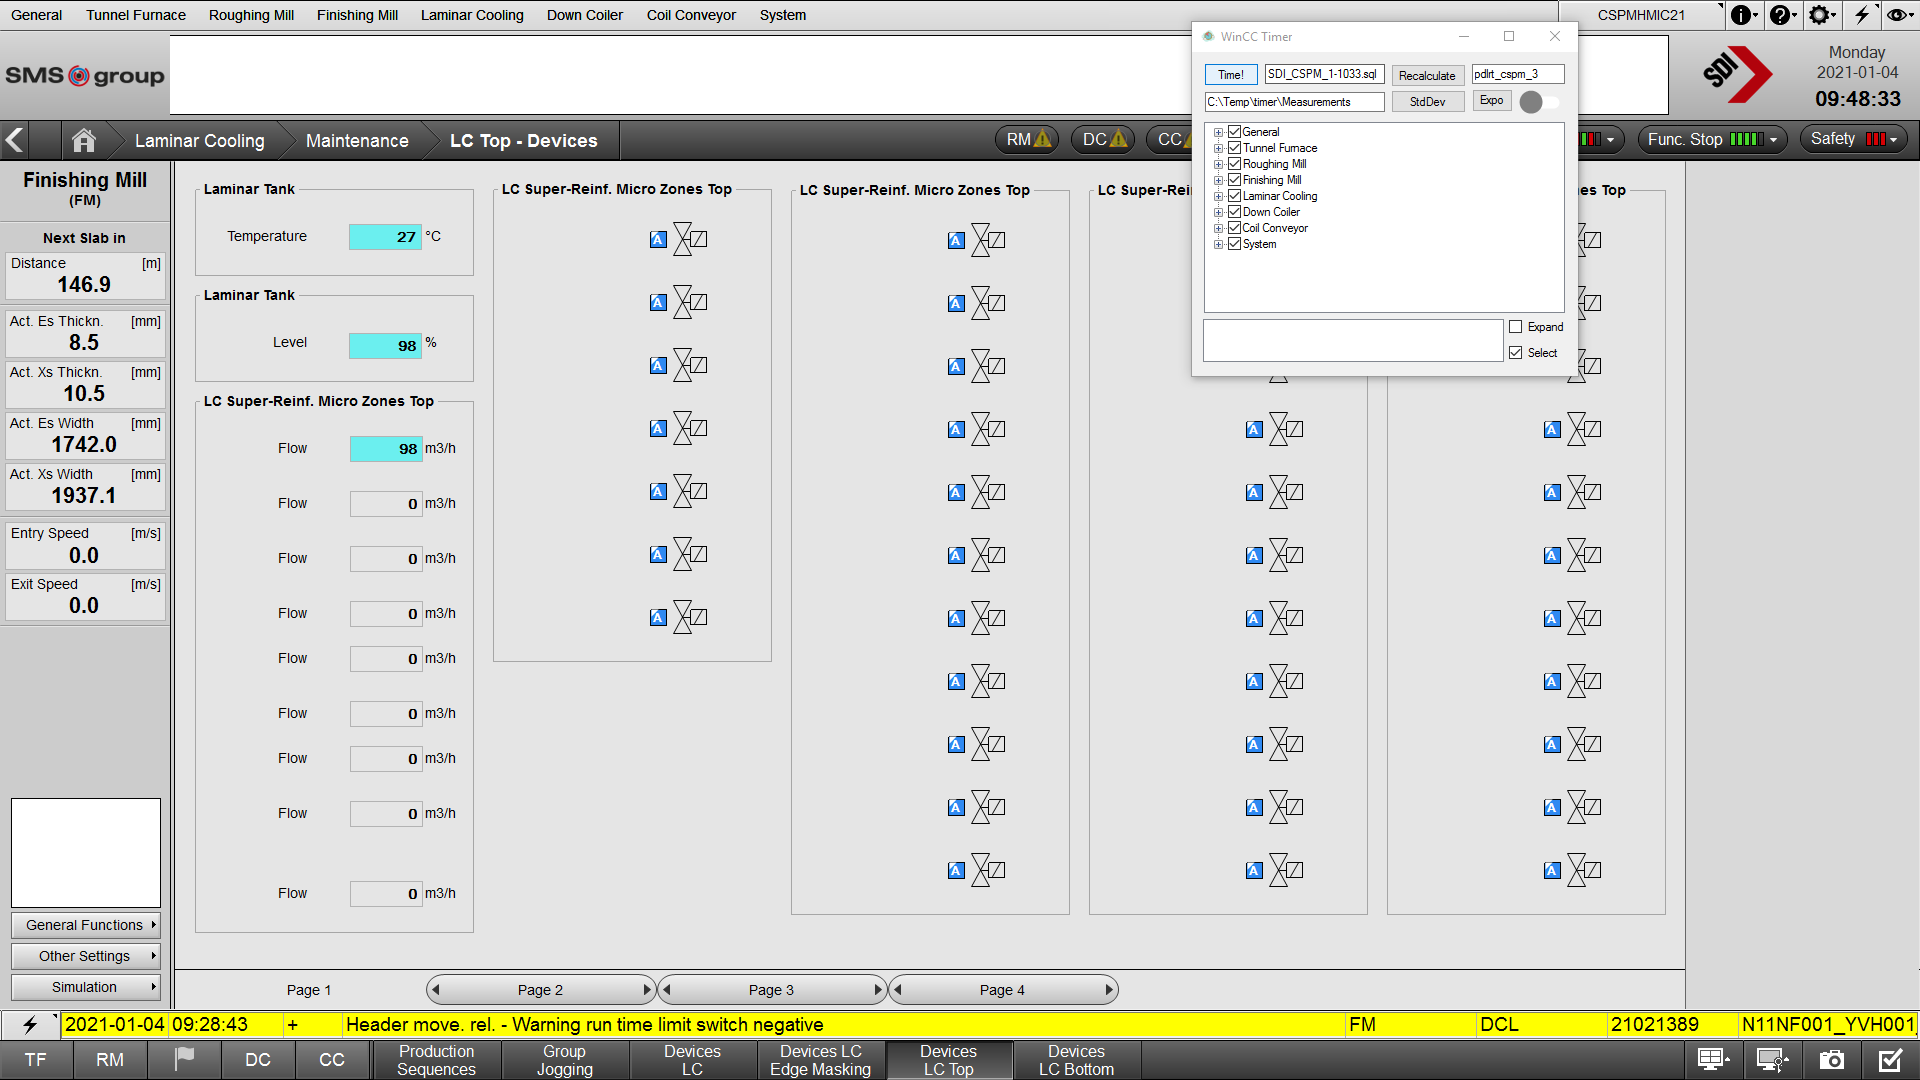 General Tunnel Furnace Roughing Mill Finishing Mill Laminar Cooling Down Coiler Coil Conveyor System CSPMHMIC21
SMS group
SDI
Monday
2021-01-04
09:48:33
WinCC Timer
Time! SDI_CSPM_1-1033.sql Recalculate pdlrt_cspm_3
C:\Temp\timer\Measurements StdDev Expo
General
Tunnel Furnace
Roughing Mill
Finishing Mill
Laminar Cooling
Down Coiler
Coil Conveyor
System
Expand
Select
Laminar Cooling Maintenance LC Top - Devices RM DC CC Func. Stop Safety
Finishing Mill
(FM)
Next Slab in
Distance [m]
146.9
Act. Es Thickn. [mm]
8.5
Act. Xs Thickn. [mm]
10.5
Act. Es Width [mm]
1742.0
Act. Xs Width [mm]
1937.1
Entry Speed [m/s]
0.0
Exit Speed [m/s]
0.0
General Functions
Other Settings
Simulation
Laminar Tank
Temperature 27 °C
Laminar Tank
Level 98 %
LC Super-Reinf. Micro Zones Top
Flow 98 m3/h
Flow 0 m3/h
Flow 0 m3/h
Flow 0 m3/h
Flow 0 m3/h
Flow 0 m3/h
Flow 0 m3/h
Flow 0 m3/h
Flow 0 m3/h
LC Super-Reinf. Micro Zones Top
A
A
A
A
A
A
A
LC Super-Reinf. Micro Zones Top
A
A
A
A
A
A
A
A
A
A
A
LC Super-Rei
A
A
A
A
A
A
A
A
es Top
A
A
A
A
A
A
A
A
Page 1 Page 2 Page 3 Page 4
2021-01-04 09:28:43 + Header move. rel. - Warning run time limit switch negative FM DCL 21021389 N11NF001_YVH001
TF RM DC CC
Production
Sequences
Group
Jogging
Devices
LC
Devices LC
Edge Masking
Devices
LC Top
Devices
LC Bottom